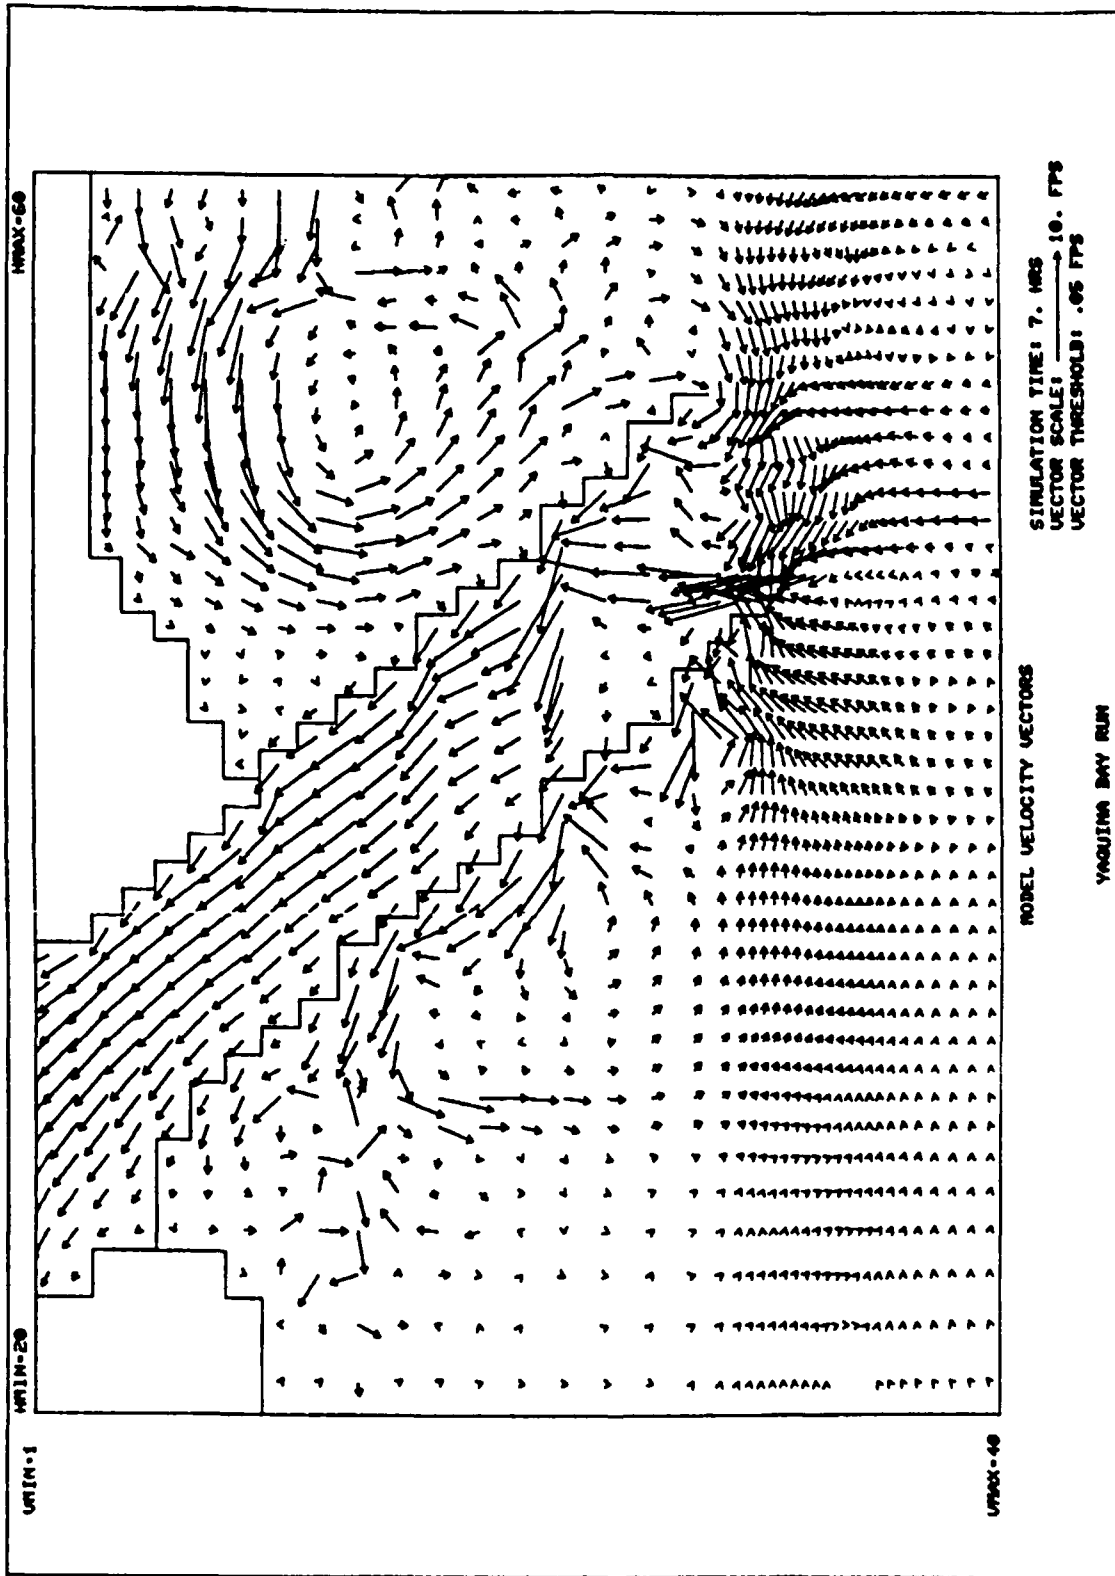 HMIN=20
HMAX=60
VMIN=1
VMAX=40
MODEL VELOCITY VECTORS
SIMULATION TIME: 7. HRS
VECTOR SCALE: 10. FPS
VECTOR THRESHOLD: .05 FPS
YAQUINA BAY RUN